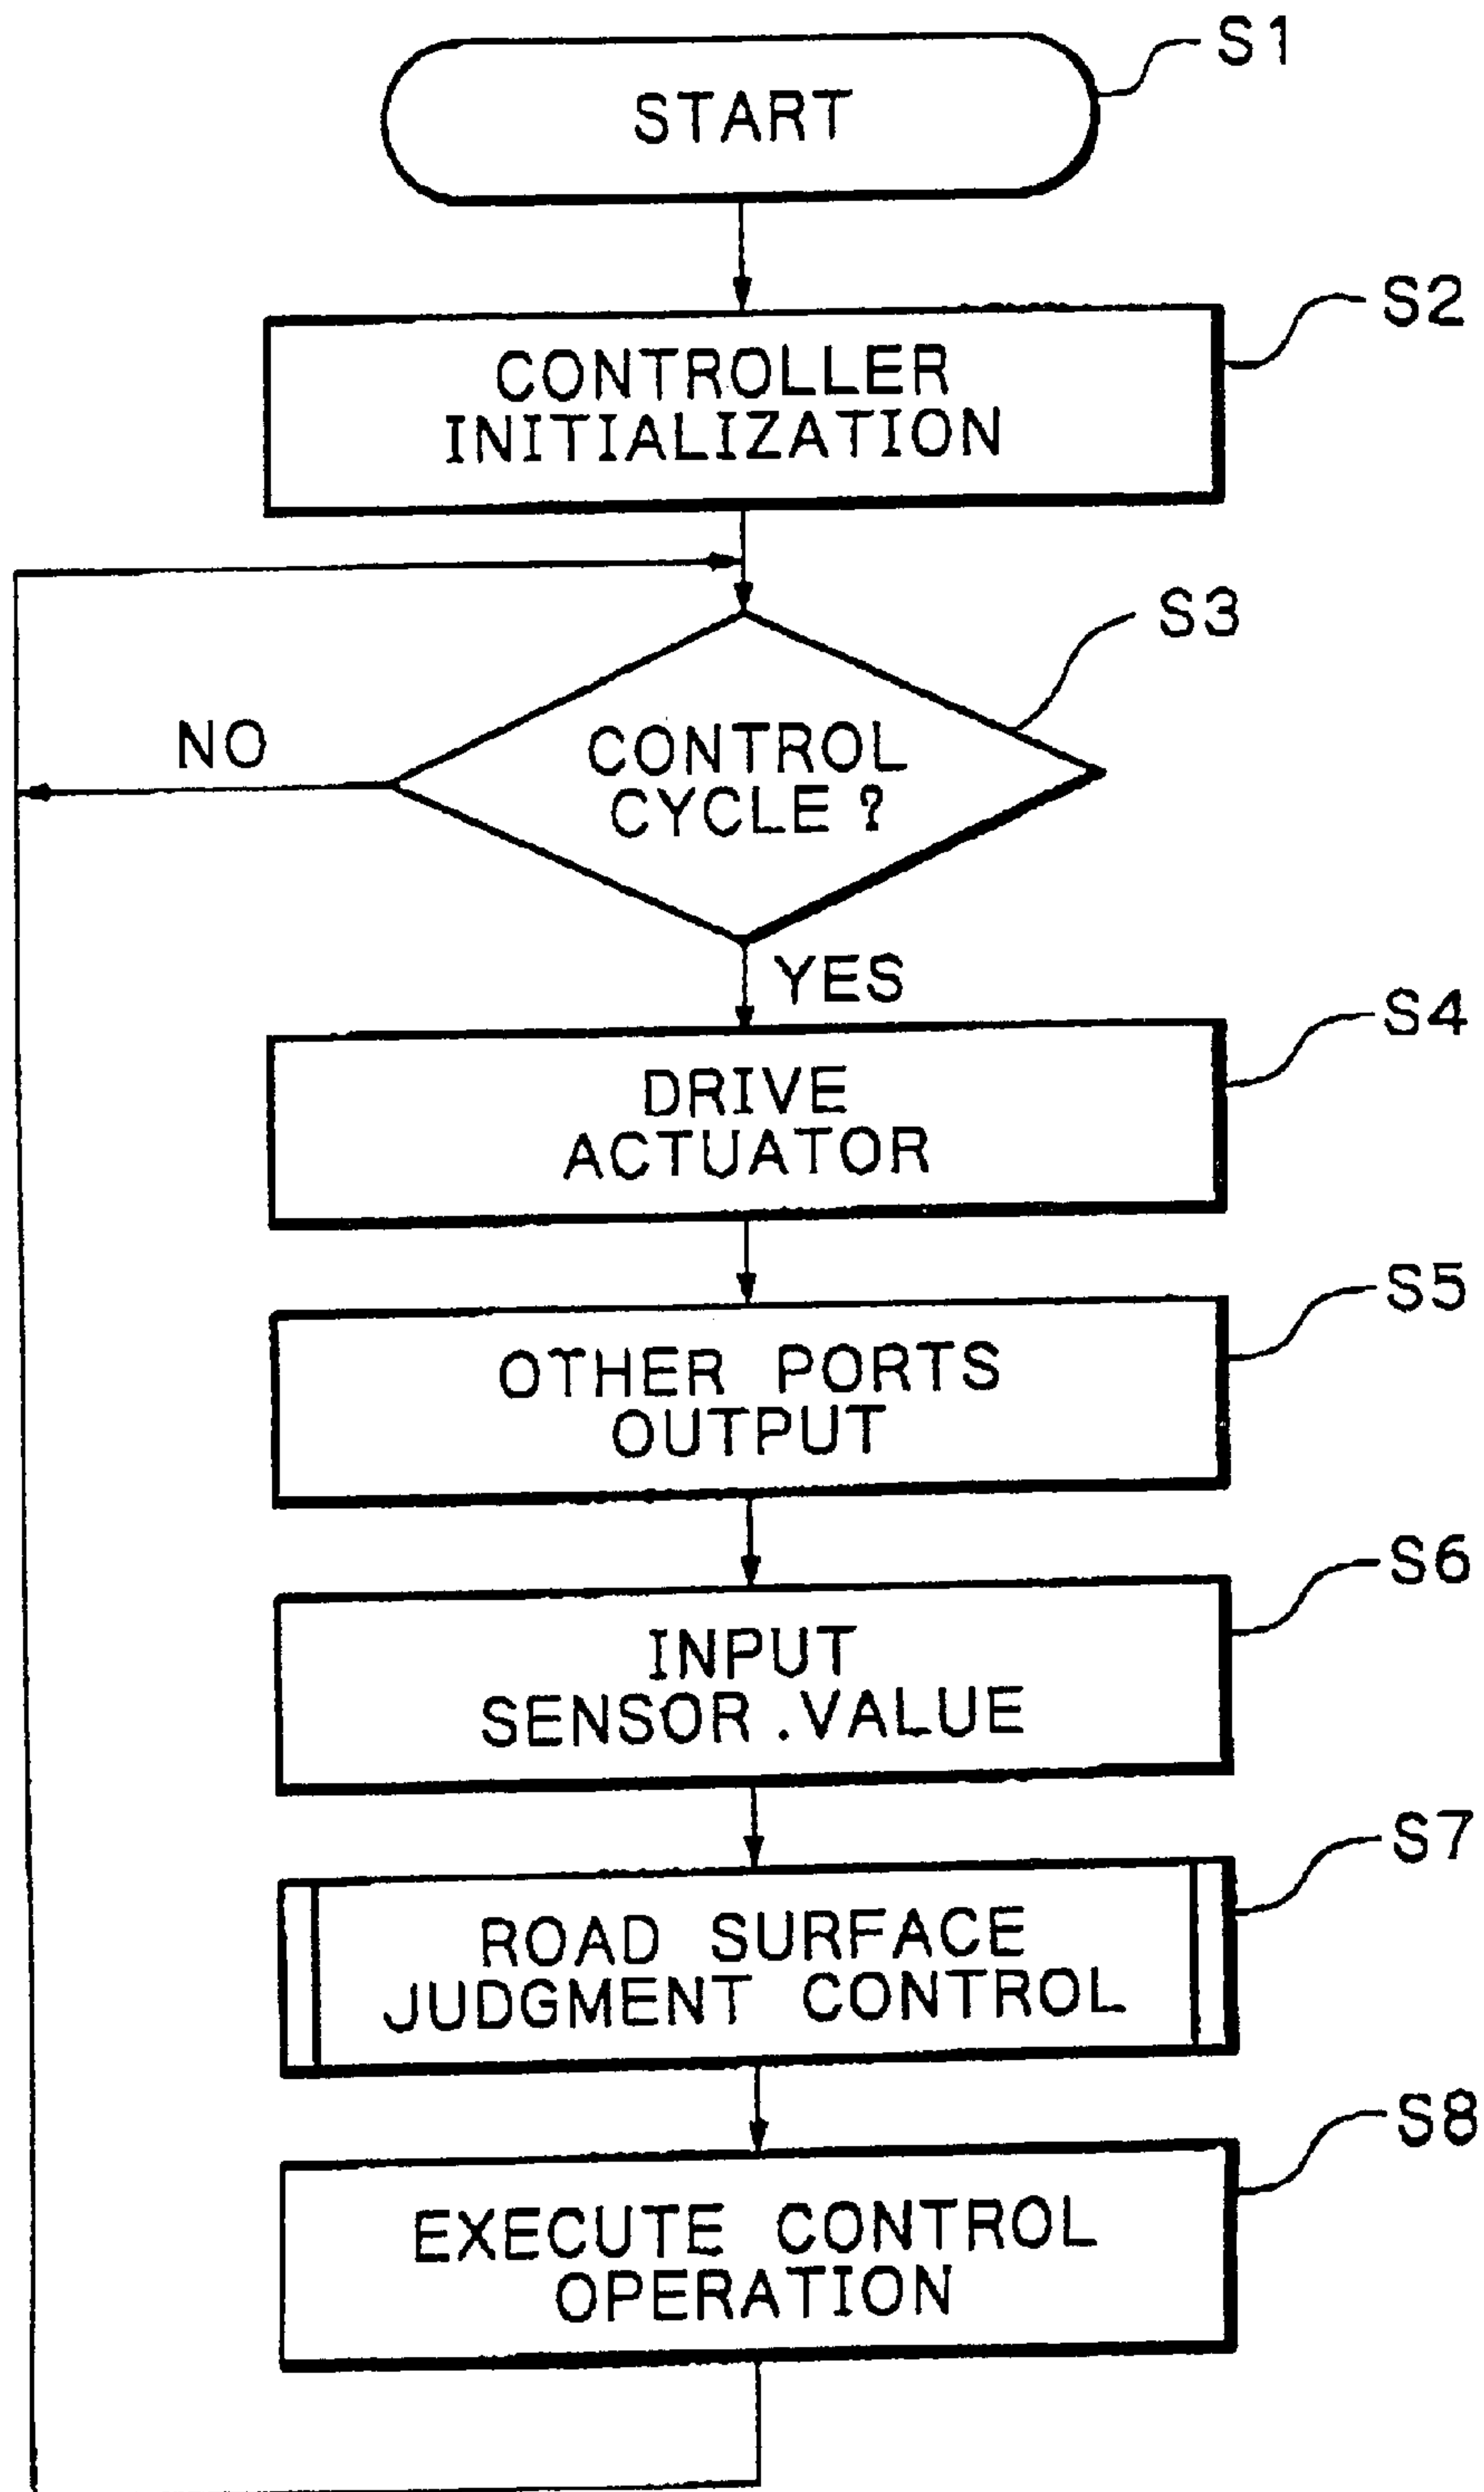 S1
START
S2
CONTROLLER
INITIALIZATION
S3
NO
CONTROL
CYCLE ?
YES
S4
DRIVE
ACTUATOR
S5
OTHER PORTS
OUTPUT
S6
INPUT
SENSOR .VALUE
S7
ROAD SURFACE
JUDGMENT CONTROL
S8
EXECUTE CONTROL
OPERATION